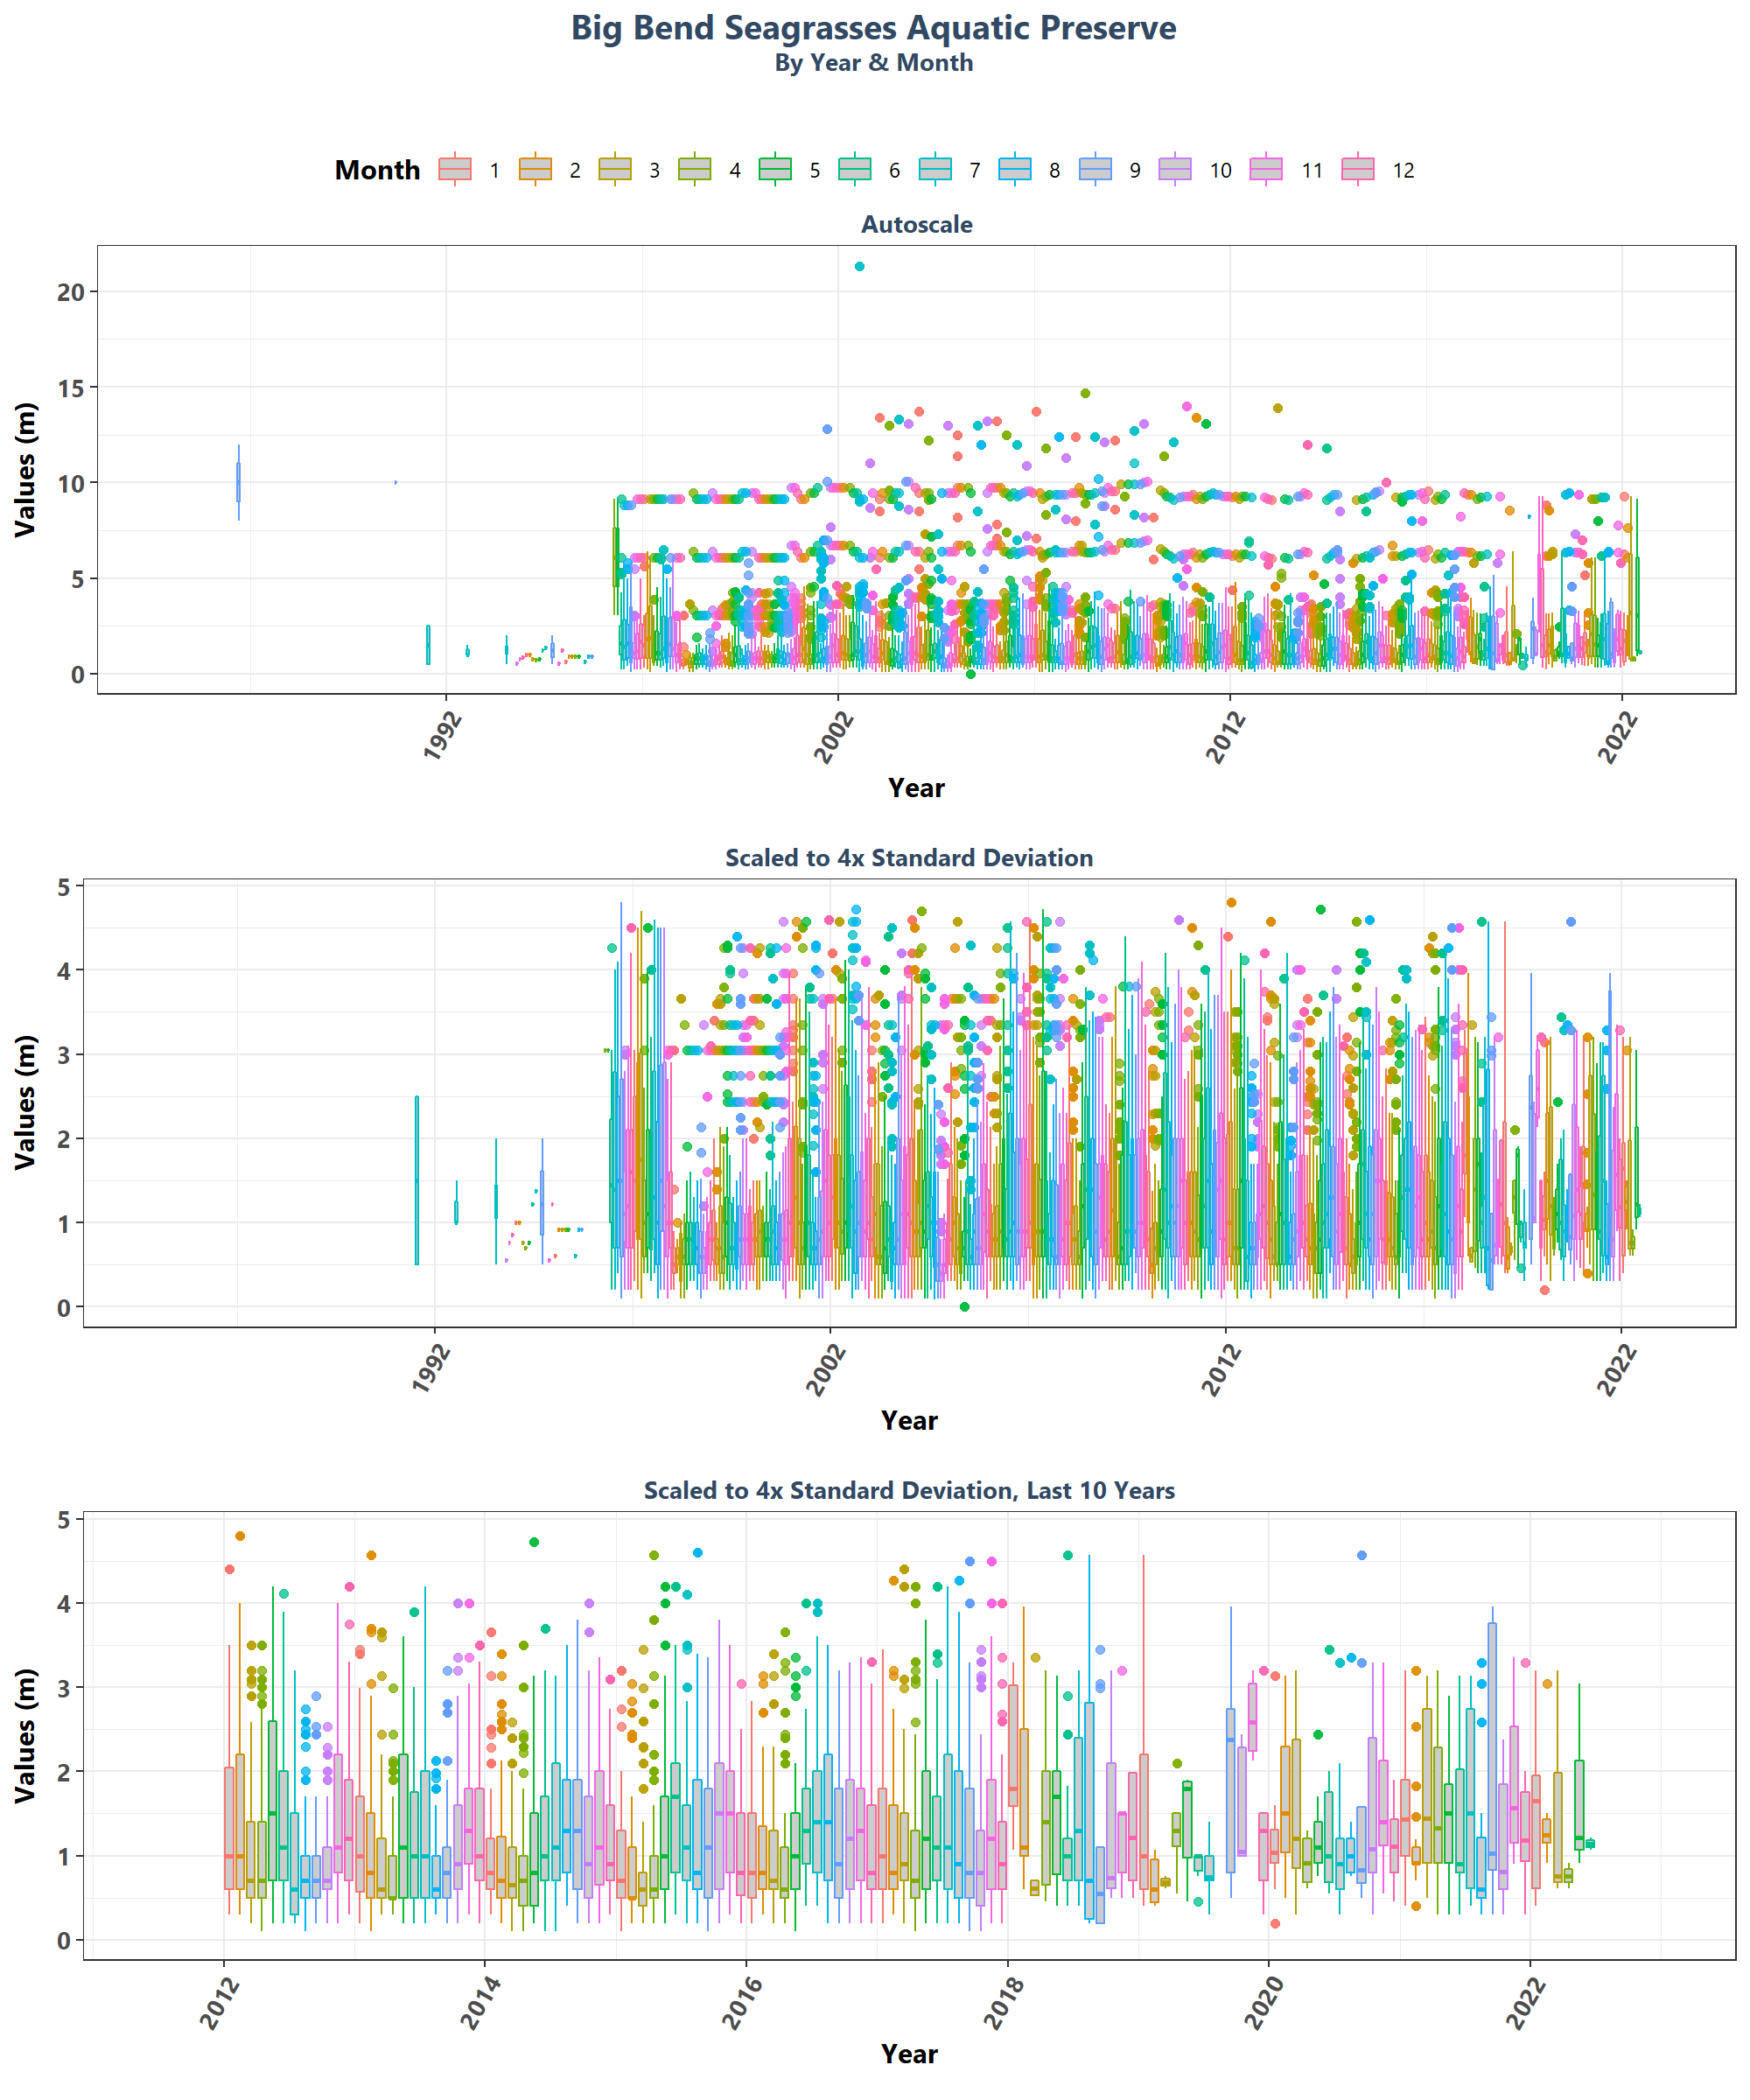 Big Bend Seagrasses Aquatic Preserve
By Year & Month
Month 1 2 3 4 5 6 7 8 9 10 11 12
Autoscale
Values (m)
20
15
10
5
0
1992 2002 2012 2022
Year
Scaled to 4x Standard Deviation
Values (m)
5
4
3
2
1
0
1992 2002 2012 2022
Year
Scaled to 4x Standard Deviation, Last 10 Years
Values (m)
5
4
3
2
1
0
2012 2014 2016 2018 2020 2022
Year